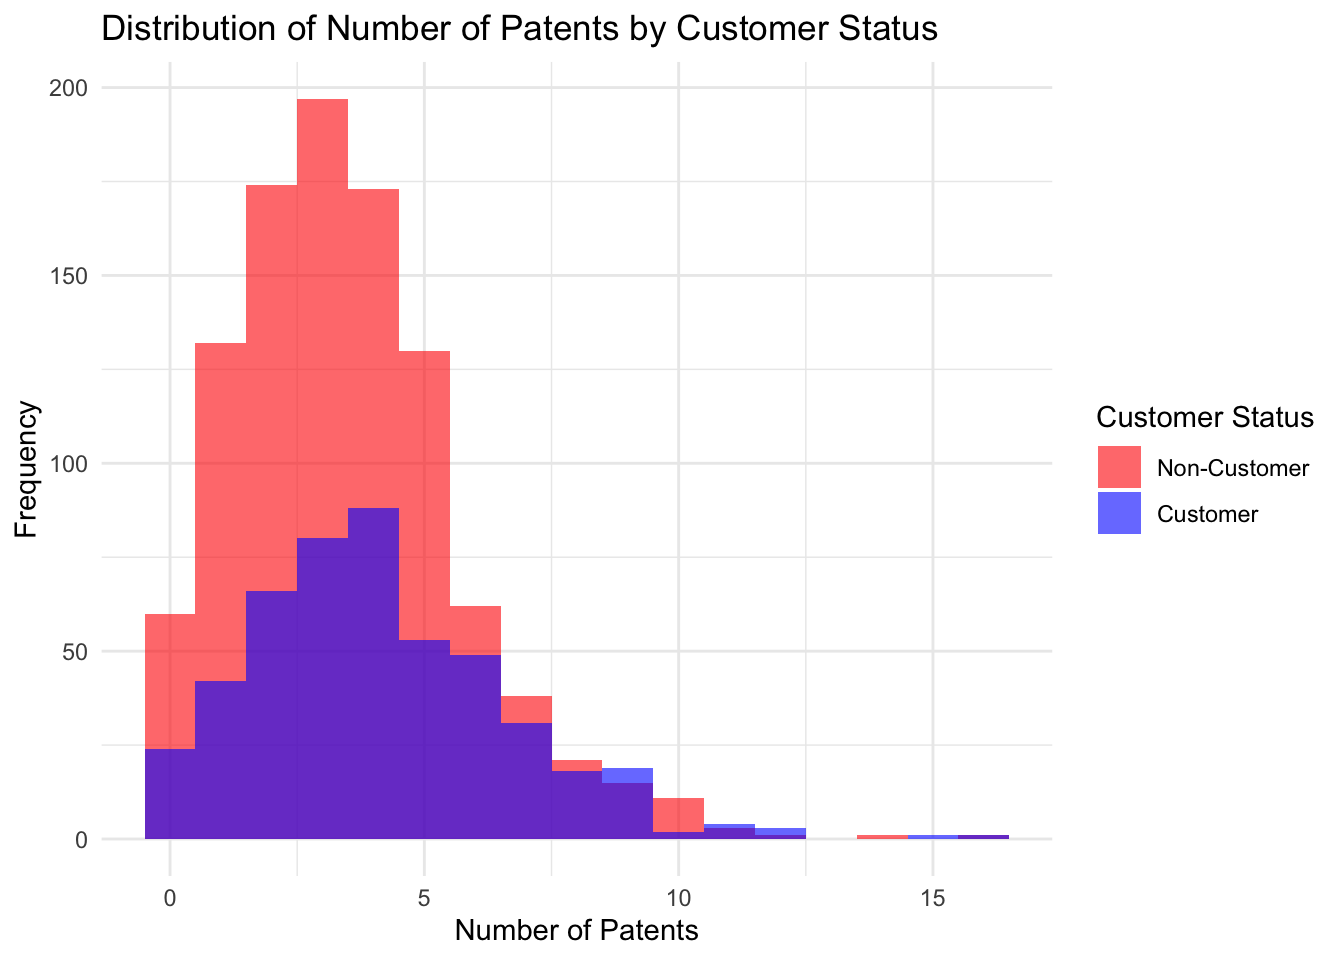 Distribution of Number of Patents by Customer Status
200
150
100
50
0
Frequency
0 5 10 15
Number of Patents
Customer Status
Non-Customer
Customer